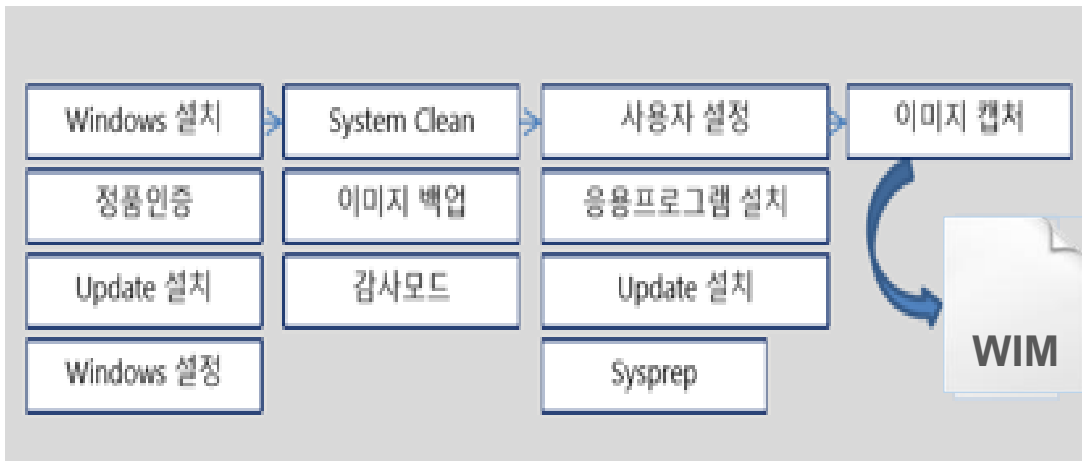 Windows 설치
System Clean
사용자 설정
이미지 캡처
정품인증
이미지 백업
응용프로그램 설치
Update 설치
감사모드
Update 설치
Windows 설정
Sysprep
WIM